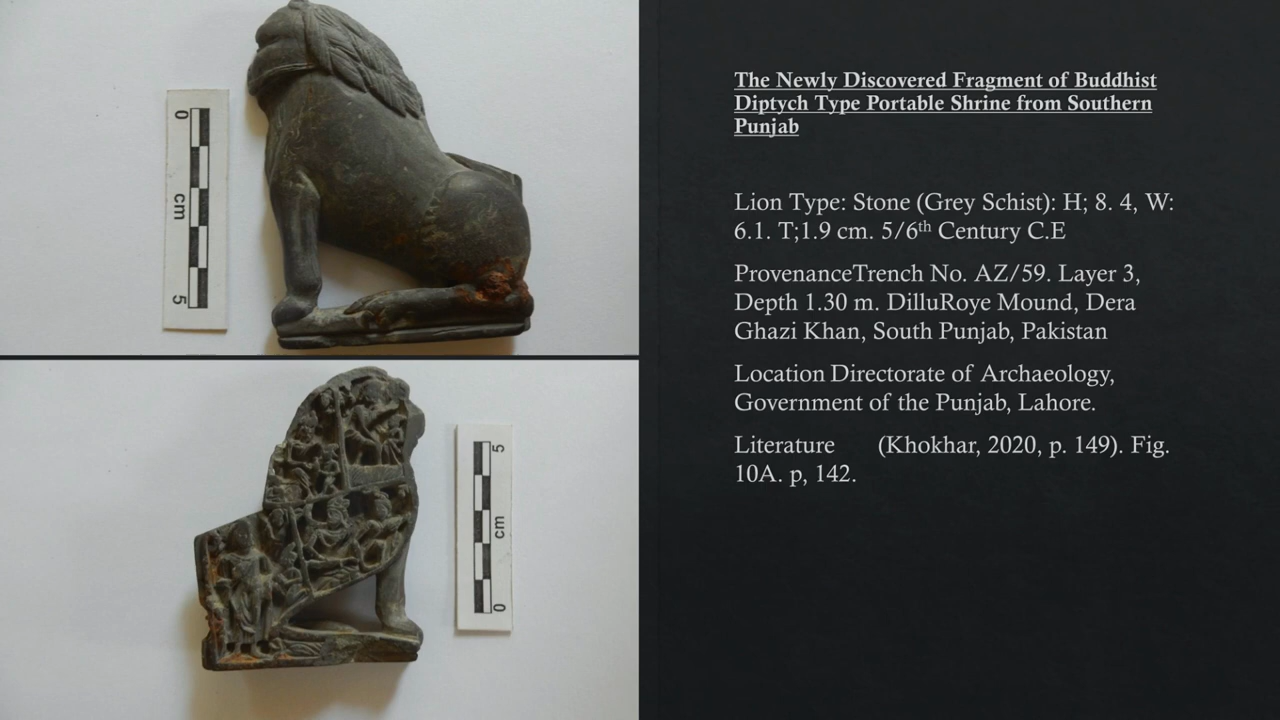 0
cm
5
5
cm
0
The Newly Discovered Fragment of Buddhist
Diptych Type Portable Shrine from Southern
Punjab
Lion Type: Stone (Grey Schist): H; 8. 4, W:
6.1. T;1.9 cm. 5/6th Century C.E
ProvenanceTrench No. AZ/59. Layer 3,
Depth 1.30 m. DilluRoye Mound, Dera
Ghazi Khan, South Punjab, Pakistan
Location Directorate of Archaeology,
Government of the Punjab, Lahore.
Literature (Khokhar, 2020, p. 149). Fig.
10A. p, 142.